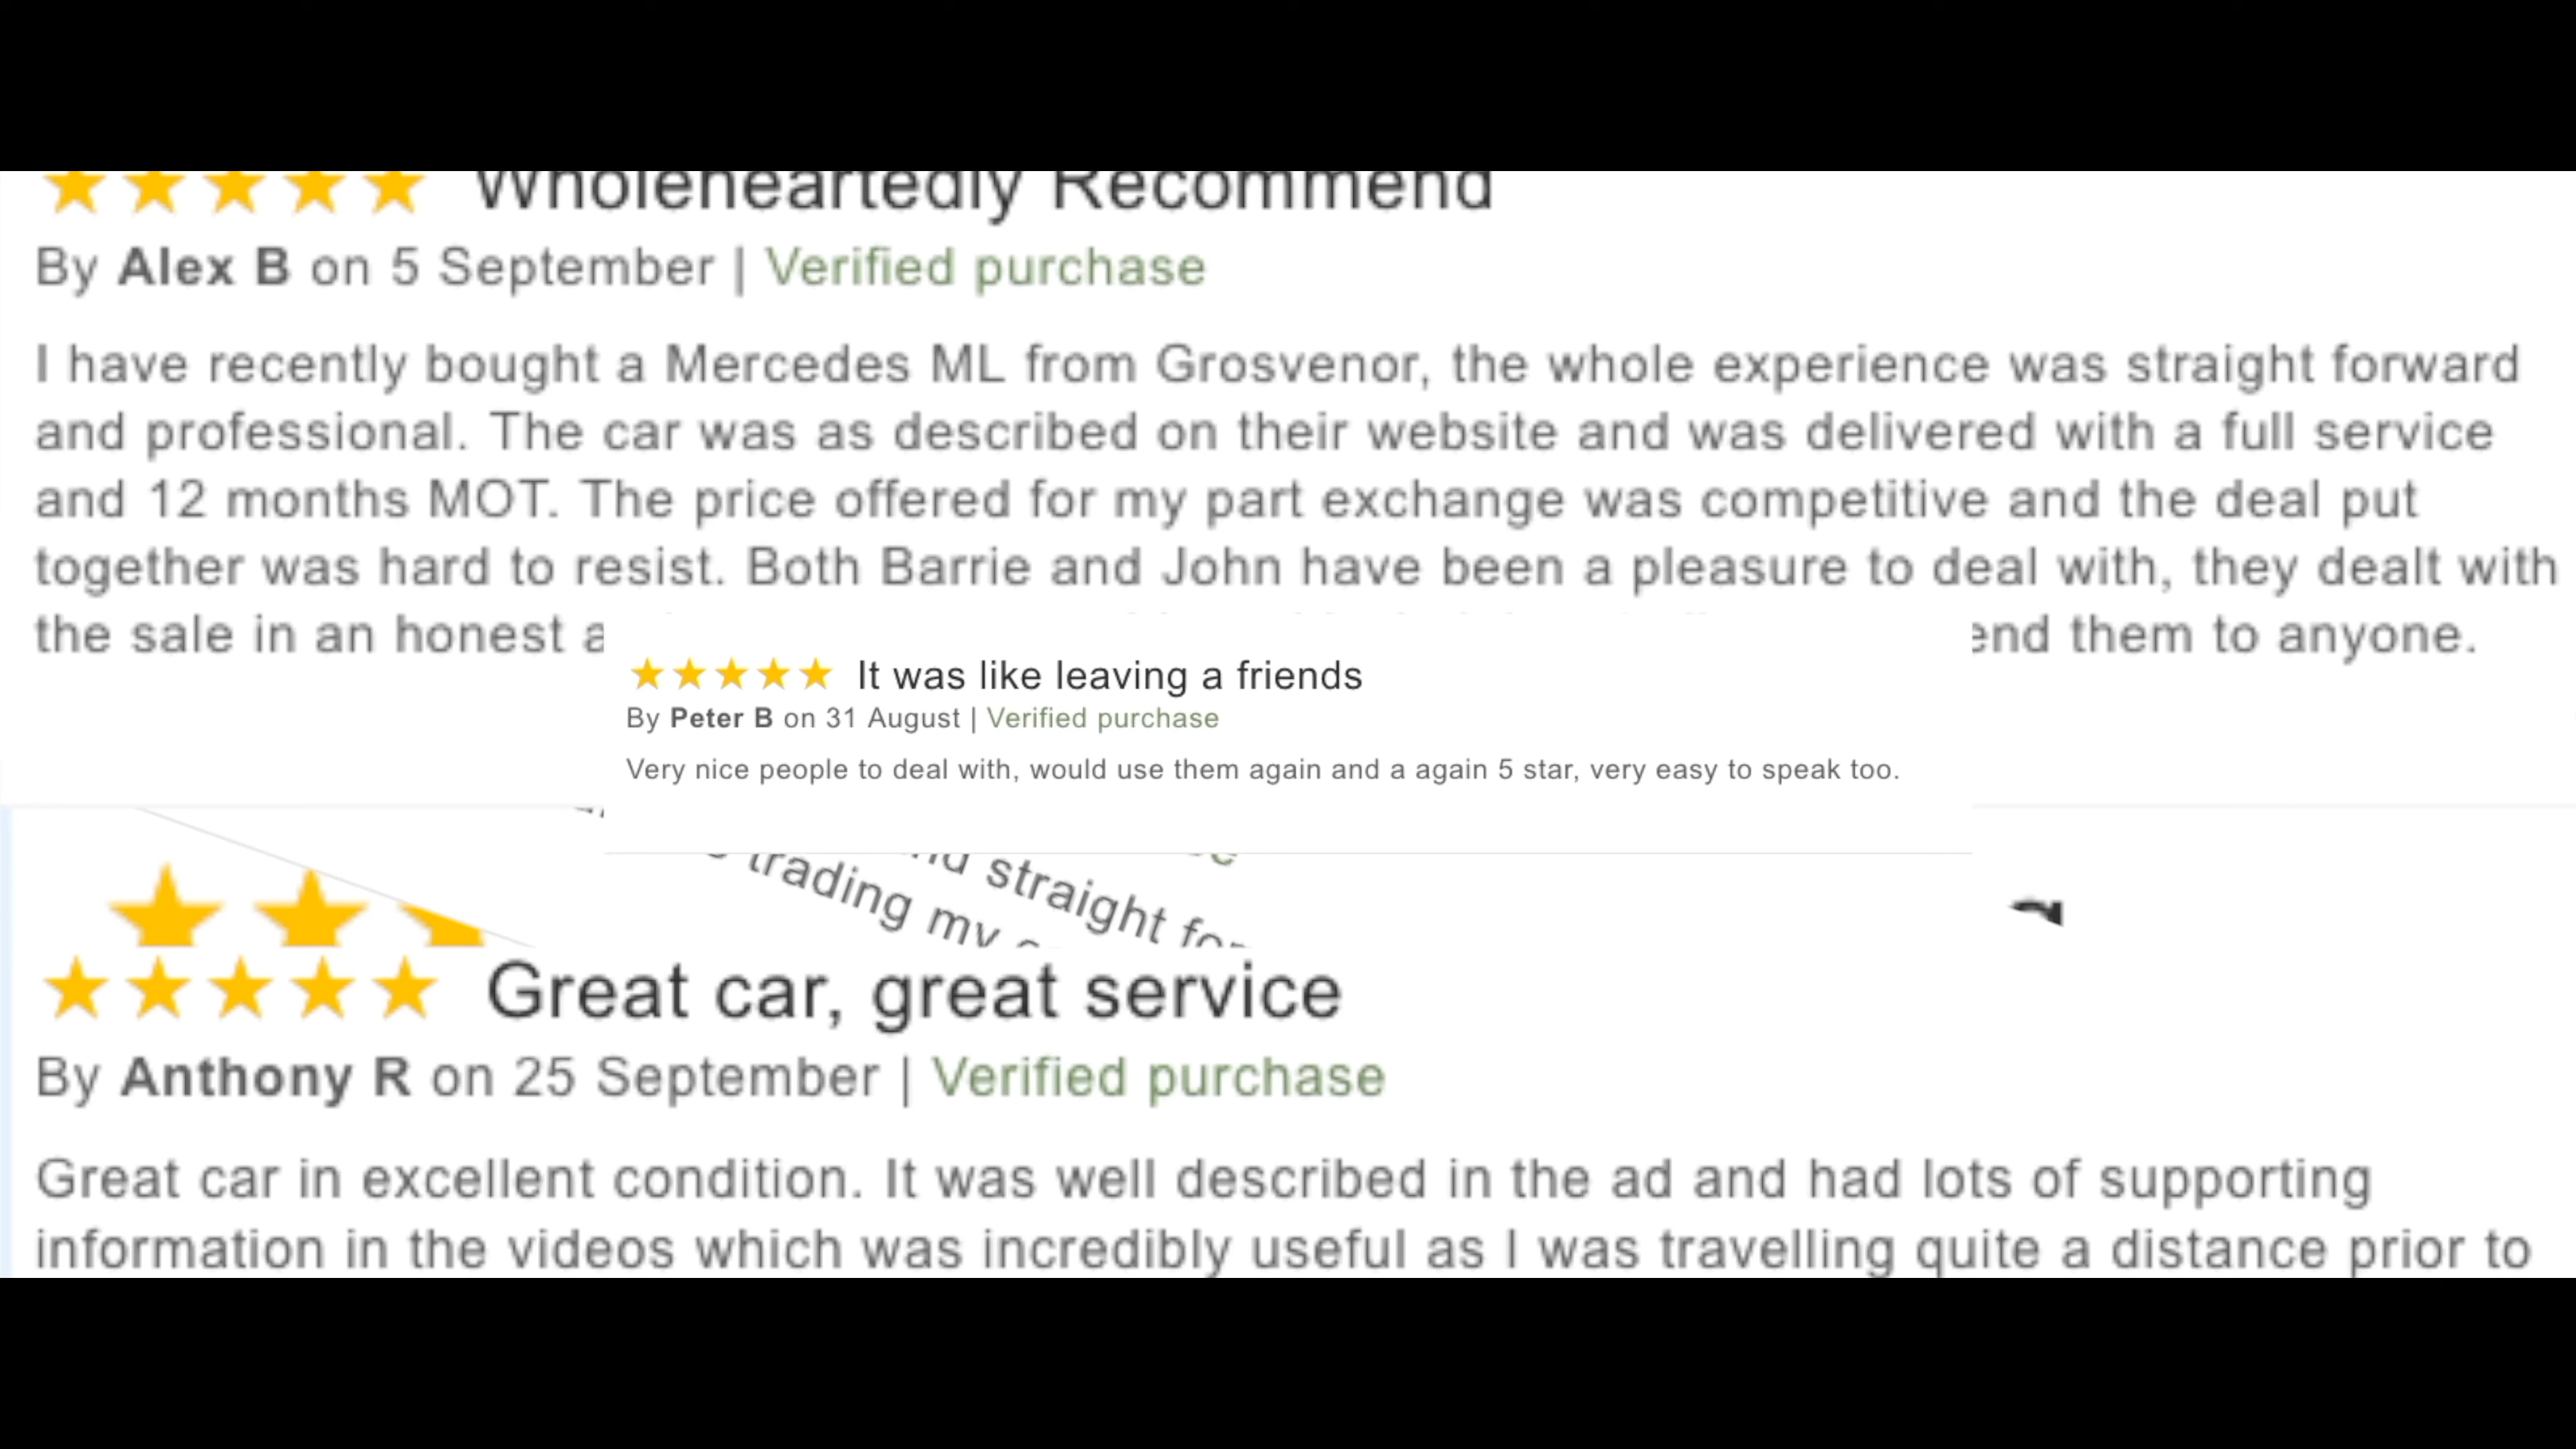 Wholeheartedly Recommend
By Alex B on 5 September | Verified purchase
I have recently bought a Mercedes ML from Grosvenor, the whole experience was straight forward
and professional. The car was as described on their website and was delivered with a full service
and 12 months MOT. The price offered for my part exchange was competitive and the deal put
together was hard to resist. Both Barrie and John have been a pleasure to deal with, they dealt with
the sale in an honest a
end them to anyone.
It was like leaving a friends
By Peter B on 31 August | Verified purchase
Very nice people to deal with, would use them again and a again 5 star, very easy to speak too.
straight
trading my
Great car, great service
By Anthony R on 25 September | Verified purchase
Great car in excellent condition. It was well described in the ad and had lots of supporting
information in the videos which was incredibly useful as I was travelling quite a distance prior to